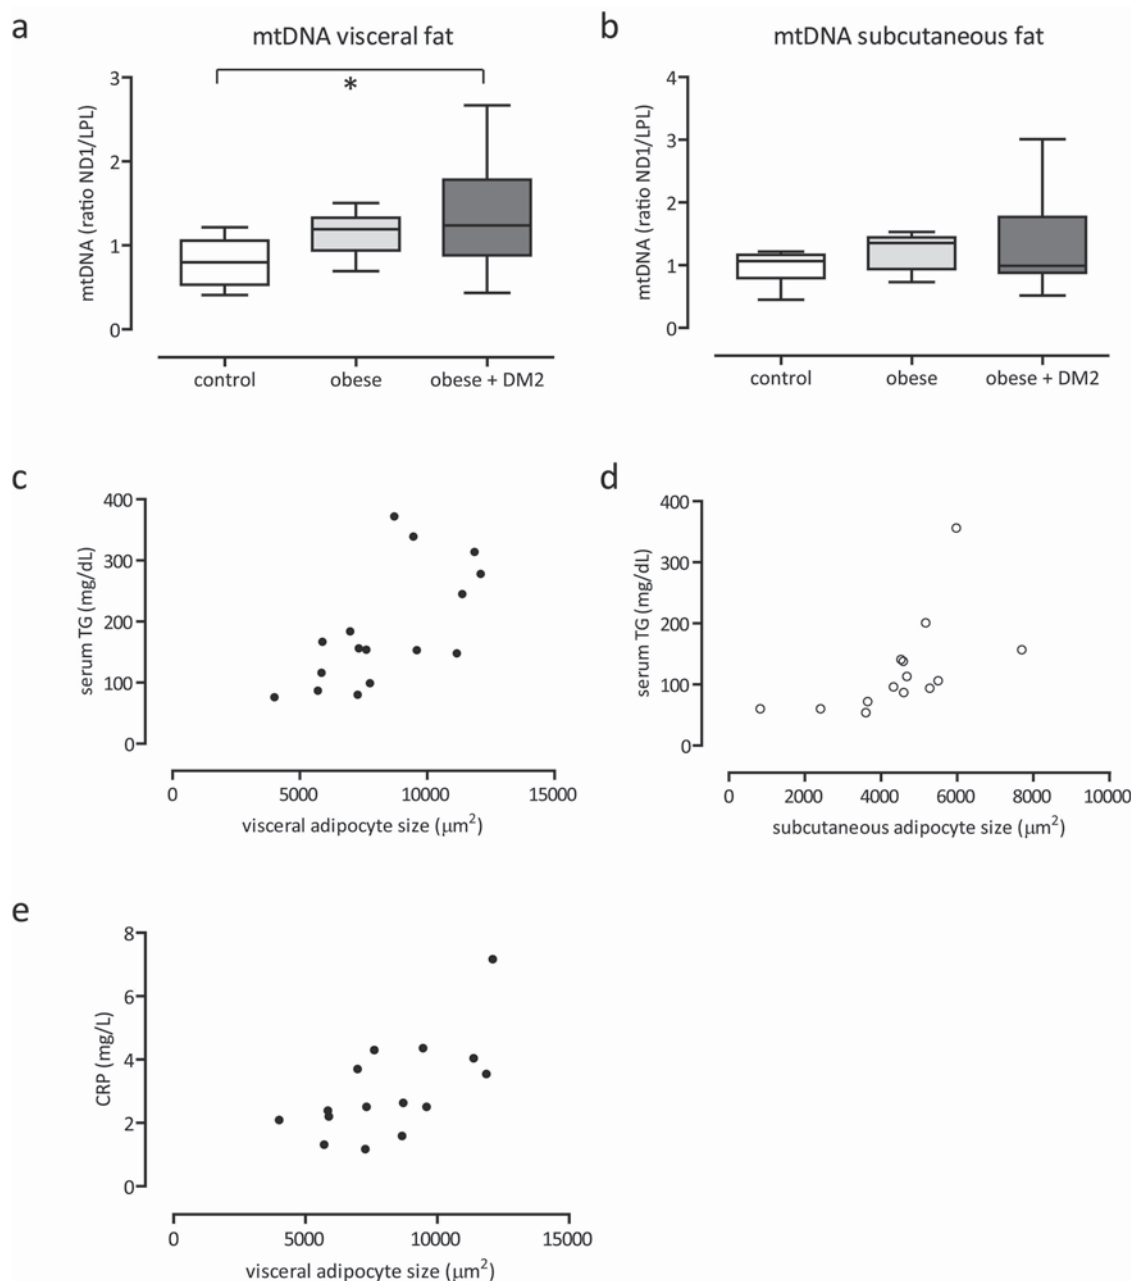 a
mtDNA visceral fat
*
mtDNA (ratio ND1/LPL)
3
2
1
0
control obese obese + DM2
b
mtDNA subcutaneous fat
mtDNA (ratio ND1/LPL)
4
3
2
1
0
control obese obese + DM2
c
serum TG (mg/dL)
400
300
200
100
0
0 5000 10000 15000
visceral adipocyte size (μm²)
d
serum TG (mg/dL)
400
300
200
100
0
0 2000 4000 6000 8000 10000
subcutaneous adipocyte size (μm²)
e
CRP (mg/L)
8
6
4
2
0
0 5000 10000 15000
visceral adipocyte size (μm²)